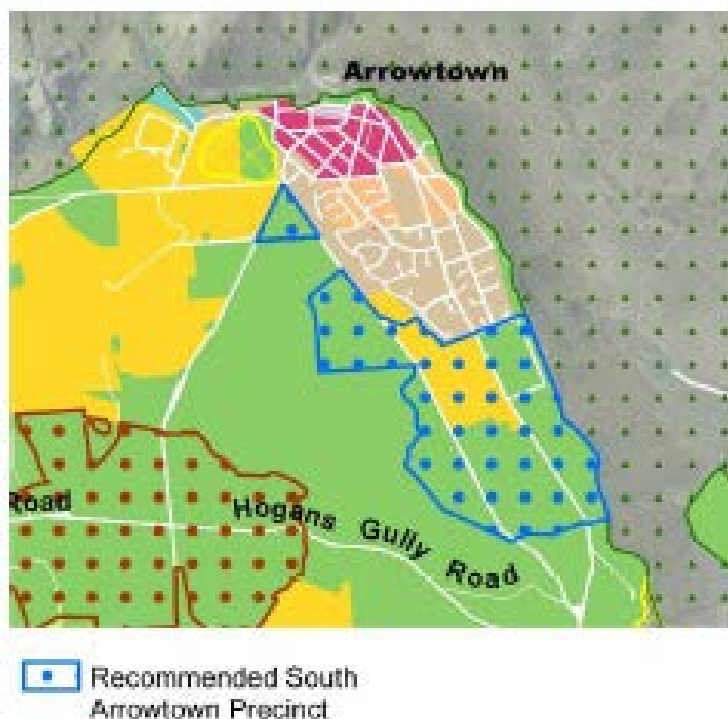 Arrowtown
Road
Hogans Gully Road
Recommended South
Arrowtown Precinct